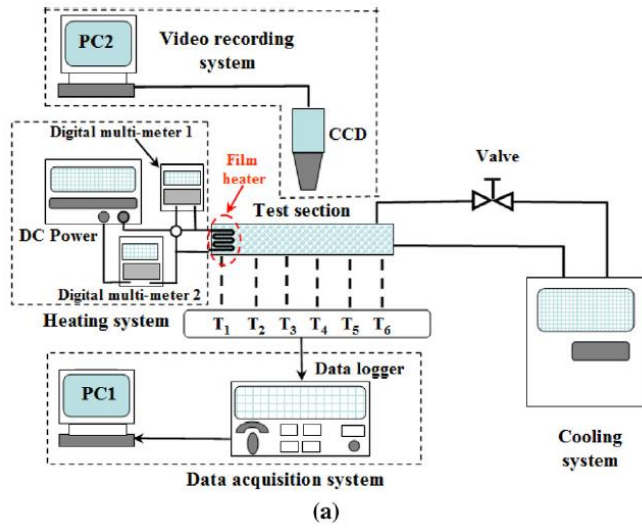 PC2
Video recording
system
CCD
Digital multi-meter 1
Film
heater
Valve
Test section
DC Power
Digital multi-meter 2
Heating system
T1 T2 T3 T4 T5 T6
Data logger
PC1
Cooling
system
Data acquisition system
(a)